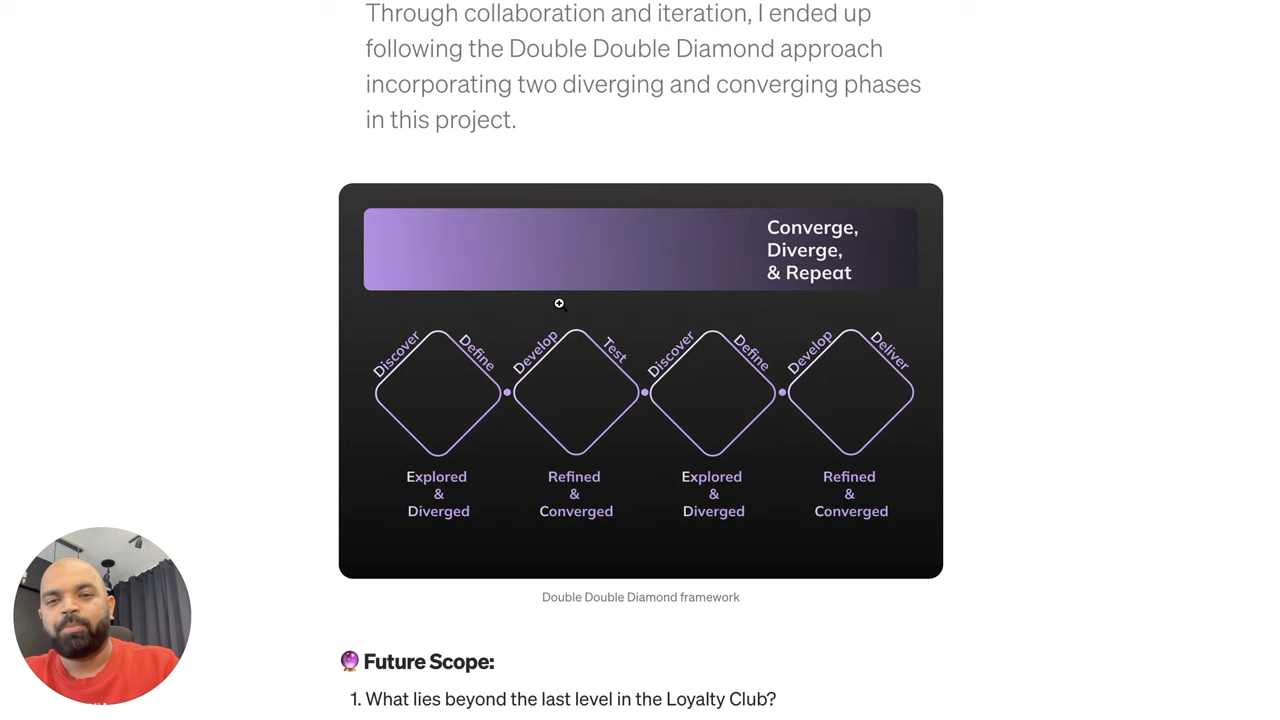 Through collaboration and iteration, I ended up
following the Double Double Diamond approach
incorporating two diverging and converging phases
in this project.
Converge,
Diverge,
& Repeat
Discover
Define
Develop
Test
Discover
Define
Develop
Deliver
Explored
&
Diverged
Refined
&
Converged
Explored
&
Diverged
Refined
&
Converged
Double Double Diamond framework
🔮 Future Scope:
1. What lies beyond the last level in the Loyalty Club?